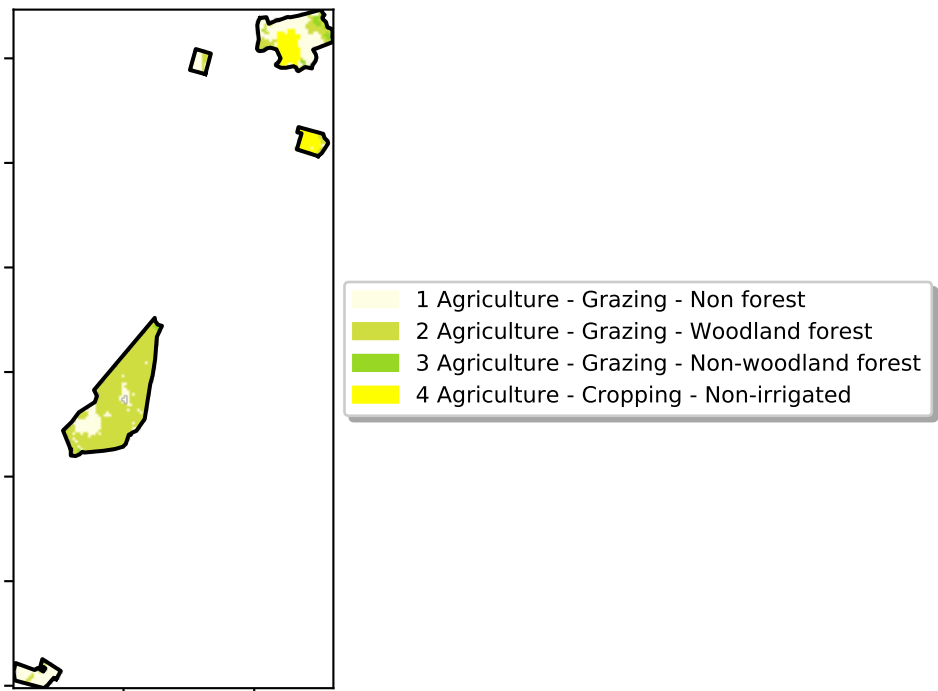 1 Agriculture - Grazing - Non forest
2 Agriculture - Grazing - Woodland forest
3 Agriculture - Grazing - Non-woodland forest
4 Agriculture - Cropping - Non-irrigated